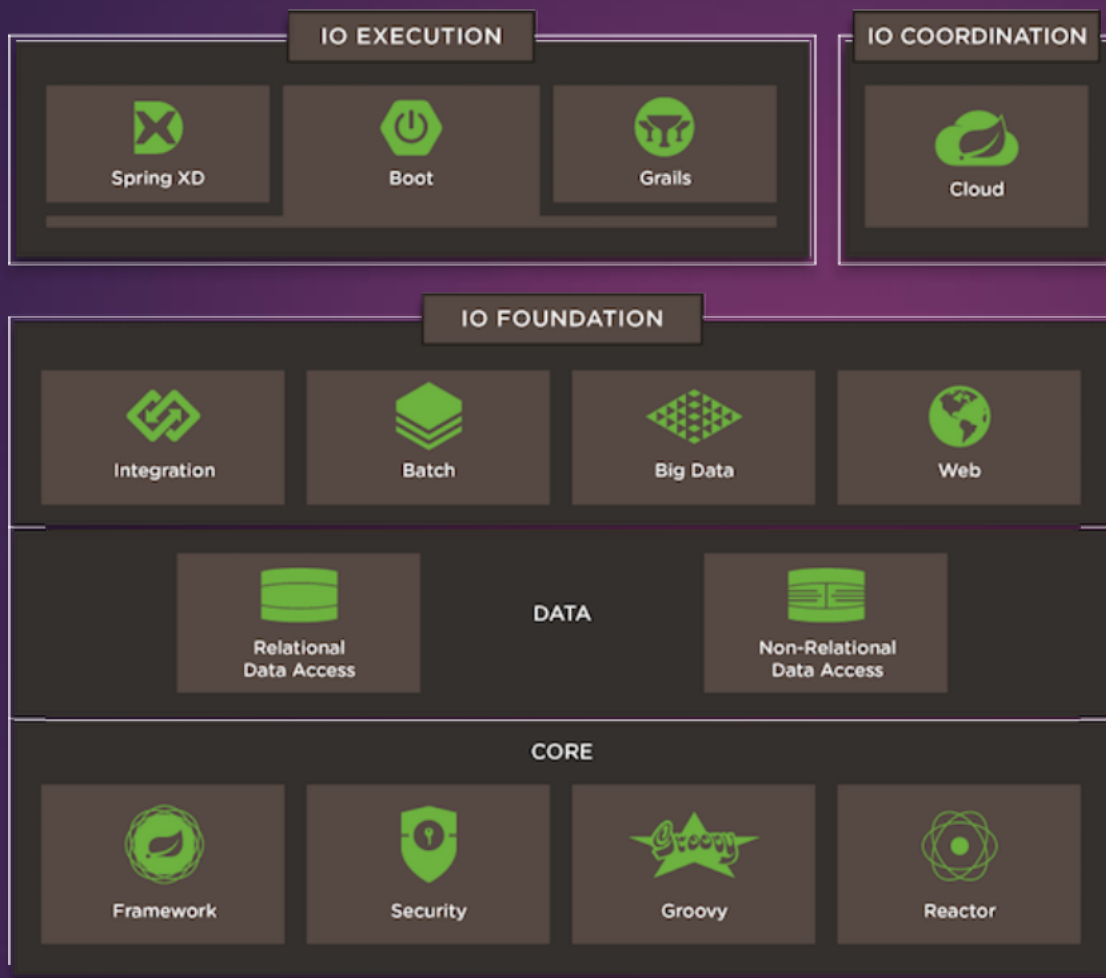 IO EXECUTION
IO COORDINATION
Spring XD
Boot
Grails
Cloud
IO FOUNDATION
Integration
Batch
Big Data
Web
DATA
Relational
Data Access
Non-Relational
Data Access
CORE
Framework
Security
Groovy
Groovy
Reactor